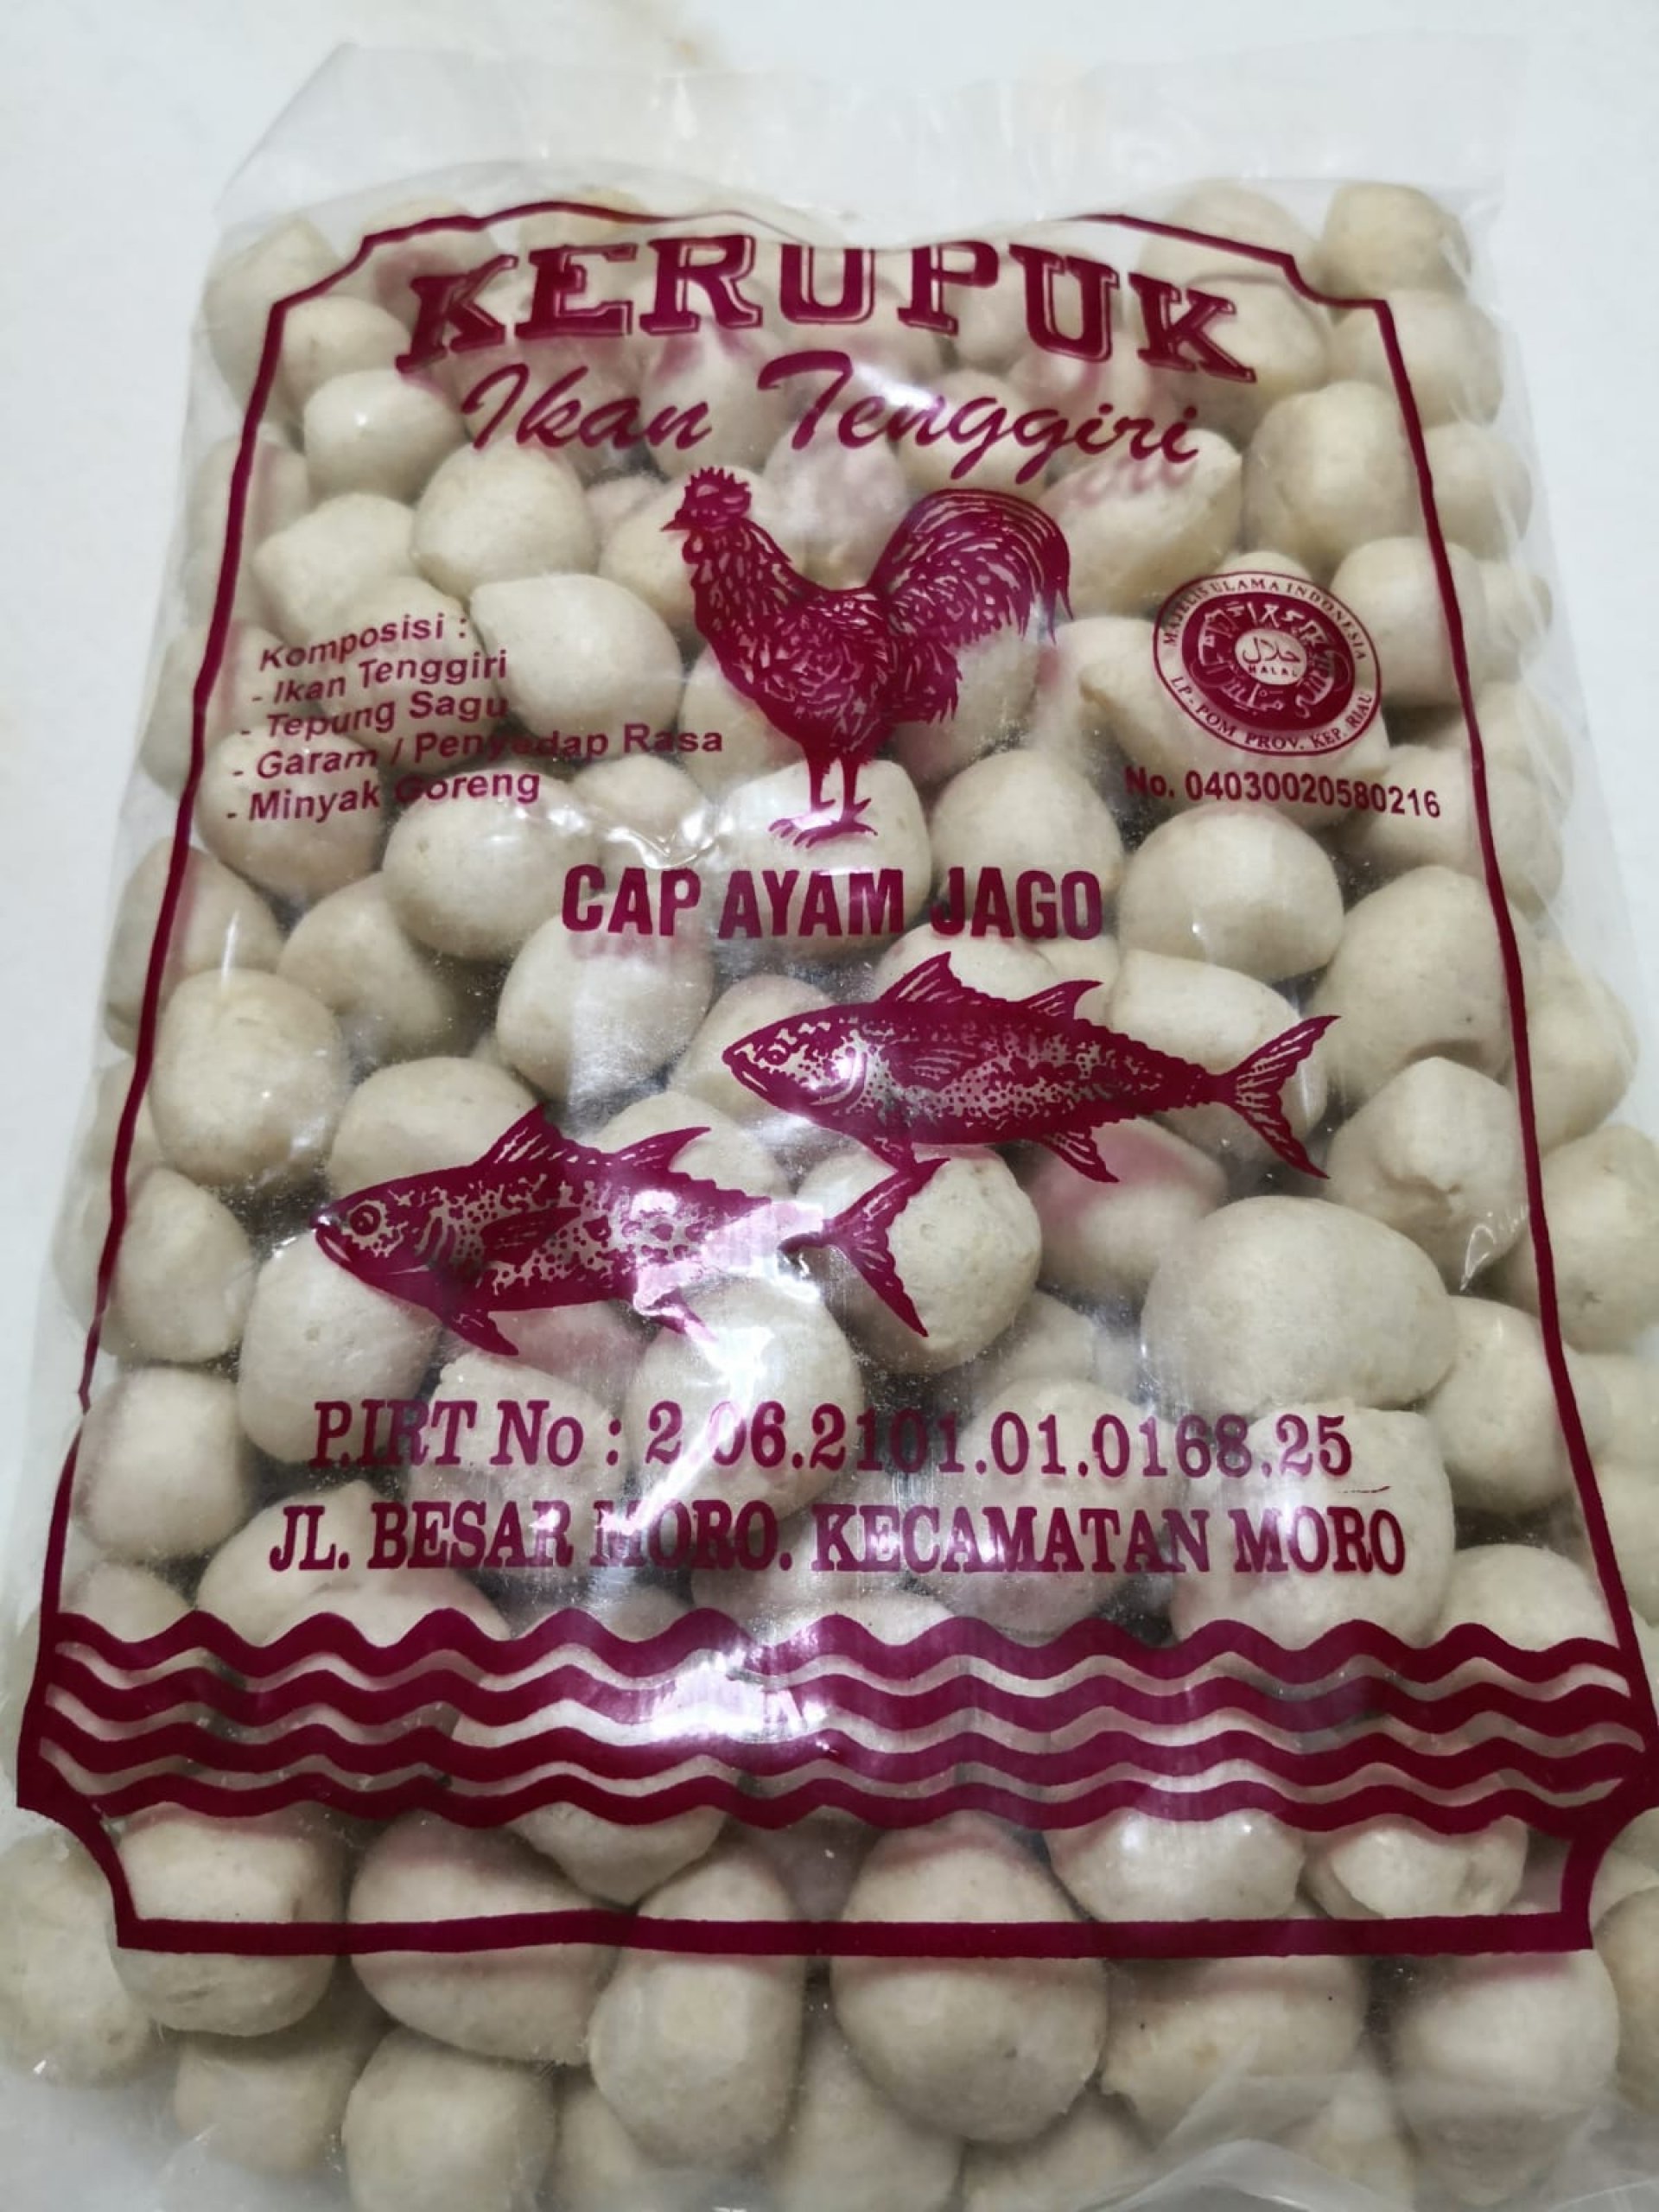 KERUPUK
Ikan Tenggiri
Komposisi :
- Ikan Tenggiri
- Tepung Sagu
- Garam / Penyedap Rasa
- Minyak Goreng
MAJELIS ULAMA INDONESIA
حلال
HALAL
LP-POM PROV. KEP. RIAU
No. 04030020580216
CAP AYAM JAGO
P.IRT No : 2 06.2101.01.0168.25
JL. BESAR MORO. KECAMATAN MORO